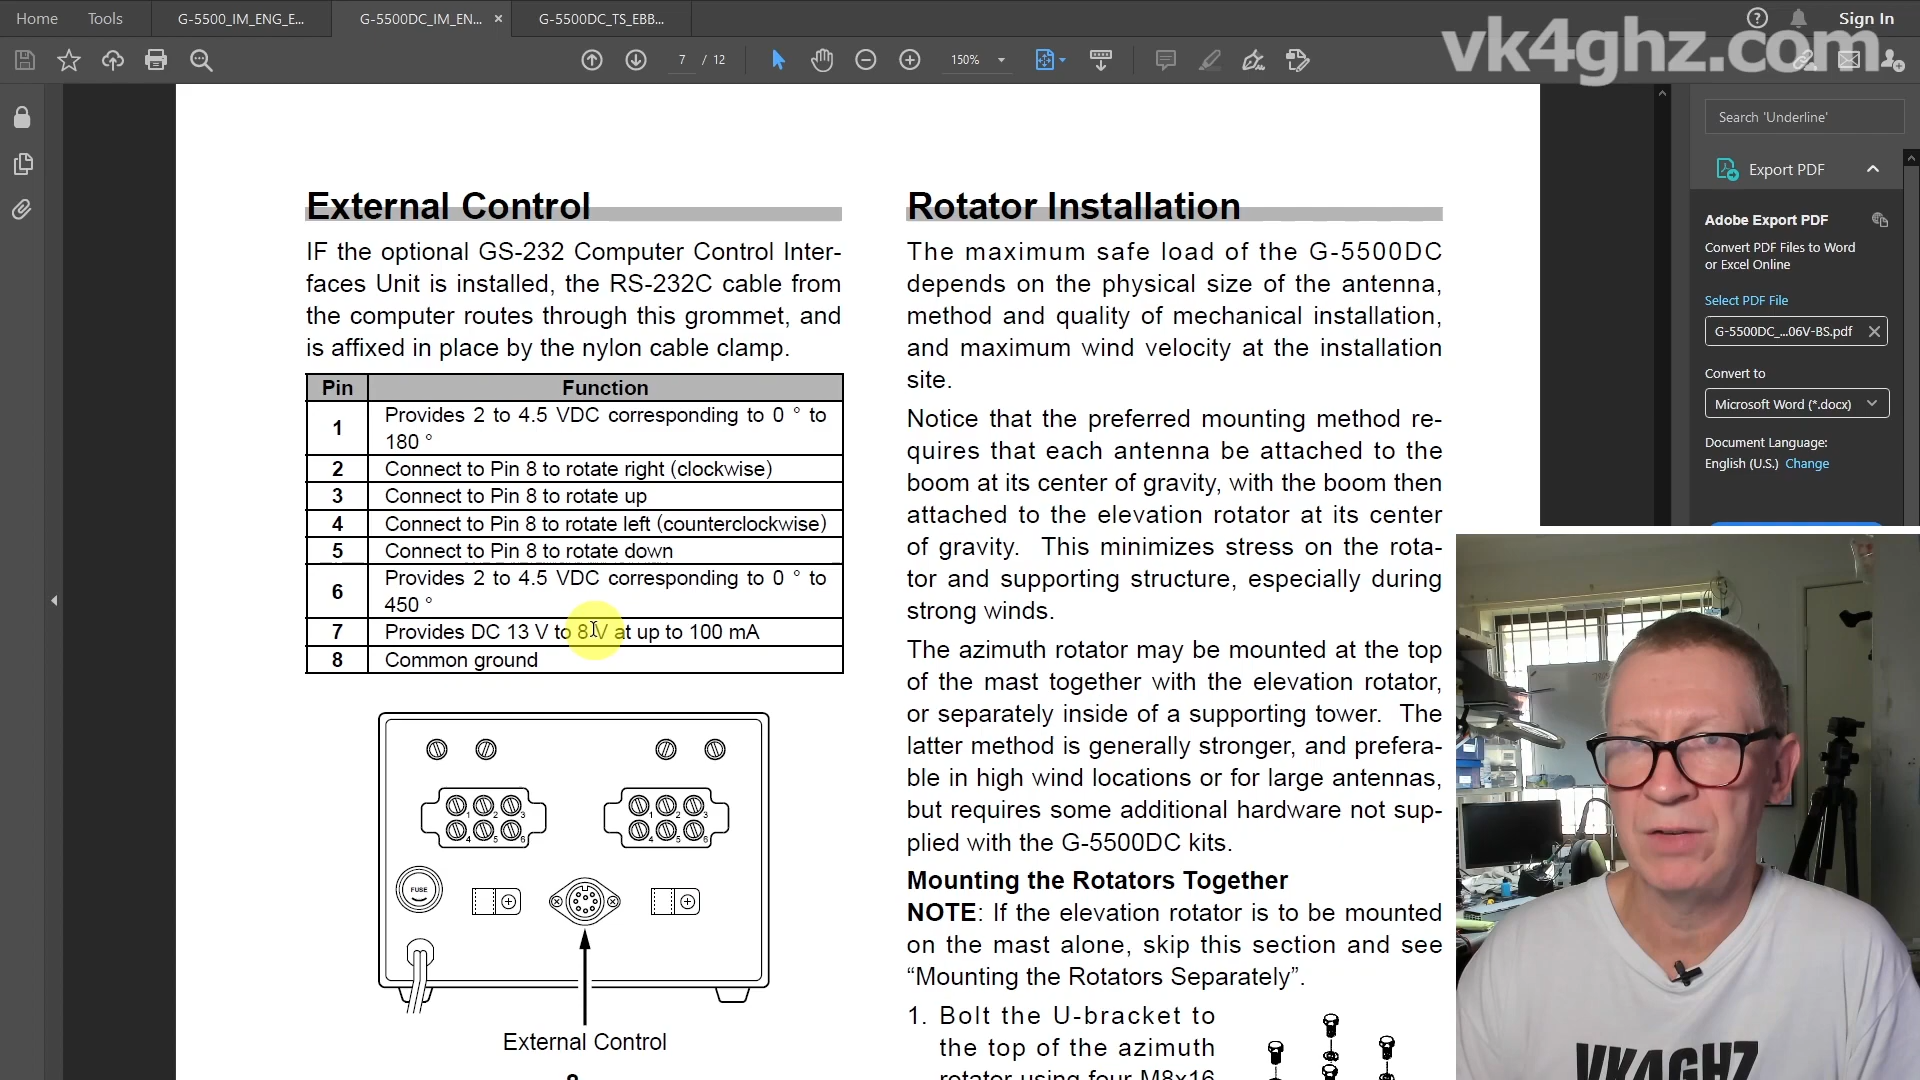 Home
Tools
G-5500_IM_ENG_E...
G-5500DC_IM_EN...
G-5500DC_TS_EBB...
Sign In
vk4ghz.com
7 / 12
150%
Search 'Underline'
Export PDF
Adobe Export PDF
Convert PDF Files to Word
or Excel Online
Select PDF File
G-5500DC_...06V-BS.pdf
Convert to
Microsoft Word (*.docx)
Document Language:
English (U.S.) Change
External Control
IF the optional GS-232 Computer Control Inter-
faces Unit is installed, the RS-232C cable from
the computer routes through this grommet, and
is affixed in place by the nylon cable clamp.
Pin Function
1 Provides 2 to 4.5 VDC corresponding to 0 ° to
180 °
2 Connect to Pin 8 to rotate right (clockwise)
3 Connect to Pin 8 to rotate up
4 Connect to Pin 8 to rotate left (counterclockwise)
5 Connect to Pin 8 to rotate down
6 Provides 2 to 4.5 VDC corresponding to 0 ° to
450 °
7 Provides DC 13 V to 8 V at up to 100 mA
8 Common ground
1 2 3
4 5 6
1 2 3
4 5 6
FUSE
External Control
Rotator Installation
The maximum safe load of the G-5500DC
depends on the physical size of the antenna,
method and quality of mechanical installation,
and maximum wind velocity at the installation
site.
Notice that the preferred mounting method re-
quires that each antenna be attached to the
boom at its center of gravity, with the boom then
attached to the elevation rotator at its center
of gravity. This minimizes stress on the rota-
tor and supporting structure, especially during
strong winds.
The azimuth rotator may be mounted at the top
of the mast together with the elevation rotator,
or separately inside of a supporting tower. The
latter method is generally stronger, and prefera-
ble in high wind locations or for large antennas,
but requires some additional hardware not sup-
plied with the G-5500DC kits.
Mounting the Rotators Together
NOTE: If the elevation rotator is to be mounted
on the mast alone, skip this section and see
“Mounting the Rotators Separately”.
1. Bolt the U-bracket to
the top of the azimuth
rotator using four M8x16
VK4GHZ